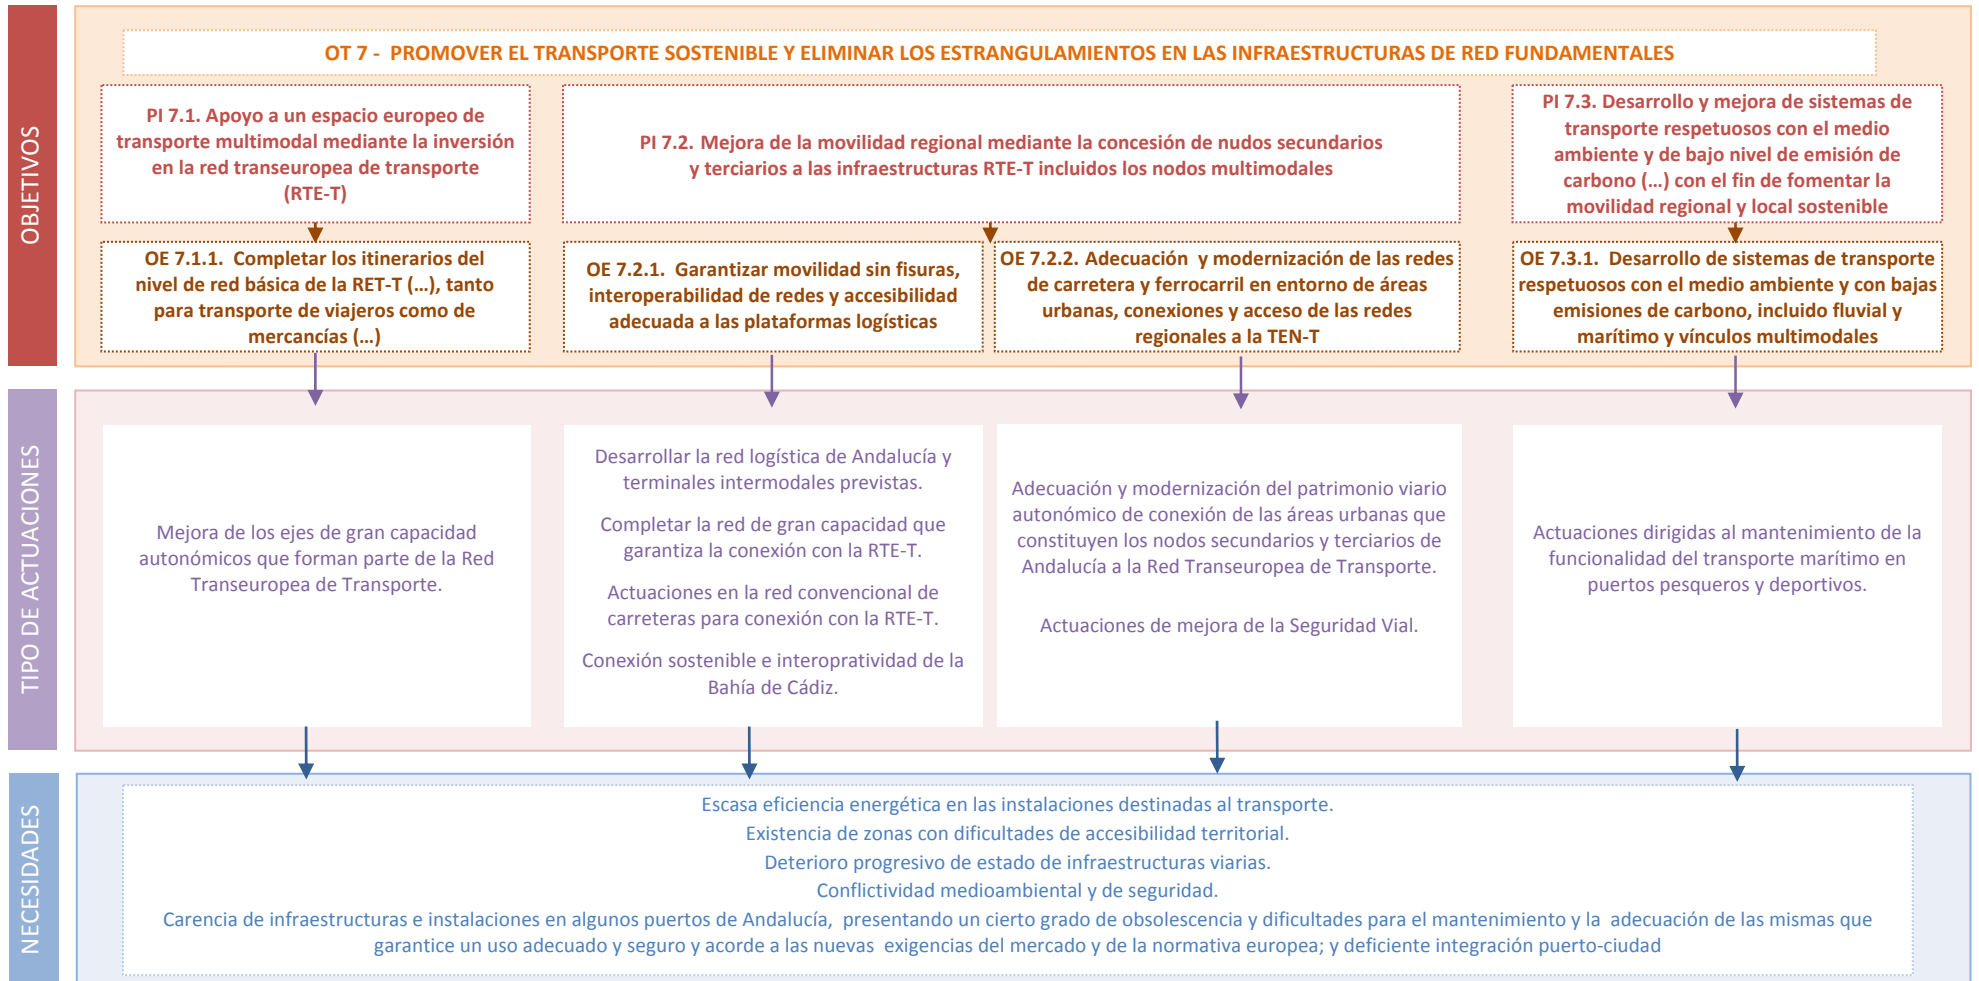 OBJETIVOS
OT 7 - PROMOVER EL TRANSPORTE SOSTENIBLE Y ELIMINAR LOS ESTRANGULAMIENTOS EN LAS INFRAESTRUCTURAS DE RED FUNDAMENTALES
PI 7.1. Apoyo a un espacio europeo de
transporte multimodal mediante la inversión
en la red transeuropea de transporte
(RTE-T)
PI 7.2. Mejora de la movilidad regional mediante la concesión de nudos secundarios
y terciarios a las infraestructuras RTE-T incluidos los nodos multimodales
PI 7.3. Desarrollo y mejora de sistemas de
transporte respetuosos con el medio
ambiente y de bajo nivel de emisión de
carbono (...) con el fin de fomentar la
movilidad regional y local sostenible
OE 7.1.1. Completar los itinerarios del
nivel de red básica de la RET-T (...), tanto
para transporte de viajeros como de
mercancías (...)
OE 7.2.1. Garantizar movilidad sin fisuras,
interoperabilidad de redes y accesibilidad
adecuada a las plataformas logísticas
OE 7.2.2. Adecuación y modernización de las redes
de carretera y ferrocarril en entorno de áreas
urbanas, conexiones y acceso de las redes
regionales a la TEN-T
OE 7.3.1. Desarrollo de sistemas de transporte
respetuosos con el medio ambiente y con bajas
emisiones de carbono, incluido fluvial y
marítimo y vínculos multimodales
TIPO DE ACTUACIONES
Mejora de los ejes de gran capacidad
autonómicos que forman parte de la Red
Transeuropea de Transporte.
Desarrollar la red logística de Andalucía y
terminales intermodales previstas.
Completar la red de gran capacidad que
garantiza la conexión con la RTE-T.
Actuaciones en la red convencional de
carreteras para conexión con la RTE-T.
Conexión sostenible e interopratividad de la
Bahía de Cádiz.
Adecuación y modernización del patrimonio viario
autonómico de conexión de las áreas urbanas que
constituyen los nodos secundarios y terciarios de
Andalucía a la Red Transeuropea de Transporte.
Actuaciones de mejora de la Seguridad Vial.
Actuaciones dirigidas al mantenimiento de la
funcionalidad del transporte marítimo en
puertos pesqueros y deportivos.
NECESIDADES
Escasa eficiencia energética en las instalaciones destinadas al transporte.
Existencia de zonas con dificultades de accesibilidad territorial.
Deterioro progresivo de estado de infraestructuras viarias.
Conflictividad medioambiental y de seguridad.
Carencia de infraestructuras e instalaciones en algunos puertos de Andalucía, presentando un cierto grado de obsolescencia y dificultades para el mantenimiento y la adecuación de las mismas que
garantice un uso adecuado y seguro y acorde a las nuevas exigencias del mercado y de la normativa europea; y deficiente integración puerto-ciudad